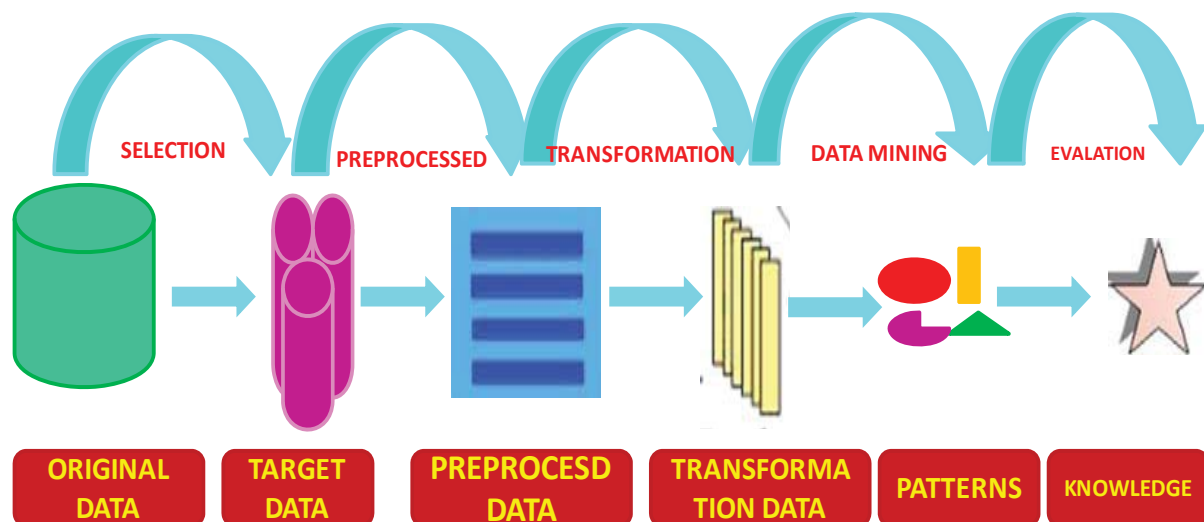 SELECTION
PREPROCESSED
TRANSFORMATION
DATA MINING
EVALATION
ORIGINAL
DATA
TARGET
DATA
PREPROCESD
DATA
TRANSFORMA
TION DATA
PATTERNS
KNOWLEDGE